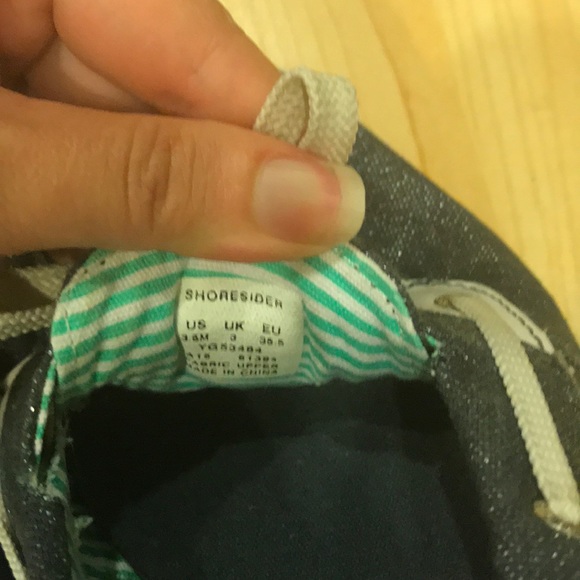 SHORESIDER
US UK EU
3.5M 3 35.5
YG53484
FABRIC UPPER
MADE IN CHINA